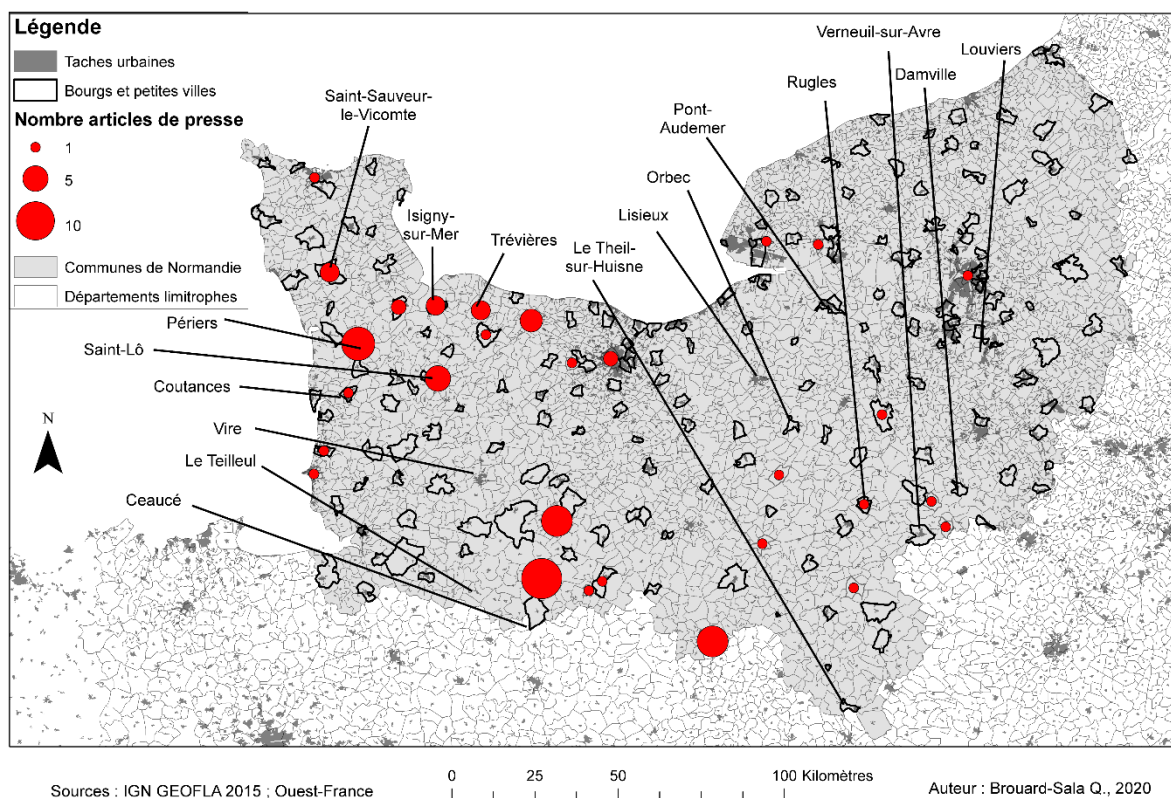 Légende
Taches urbaines
Bourgs et petites villes
Nombre articles de presse
1
5
10
Communes de Normandie
Départements limitrophes
Saint-Sauveur-
le-Vicomte
Isigny-
sur-Mer
Trévières
Le Theil-
sur-Huisne
Lisieux
Orbec
Pont-
Audemer
Rugles
Verneuil-sur-Avre
Damville
Louviers
Périers
Saint-Lô
Coutances
Vire
Le Teilleul
Ceaucé
N
0 25 50 100 Kilomètres
Sources : IGN GEOFLA 2015 ; Ouest-France
Auteur : Brouard-Sala Q., 2020